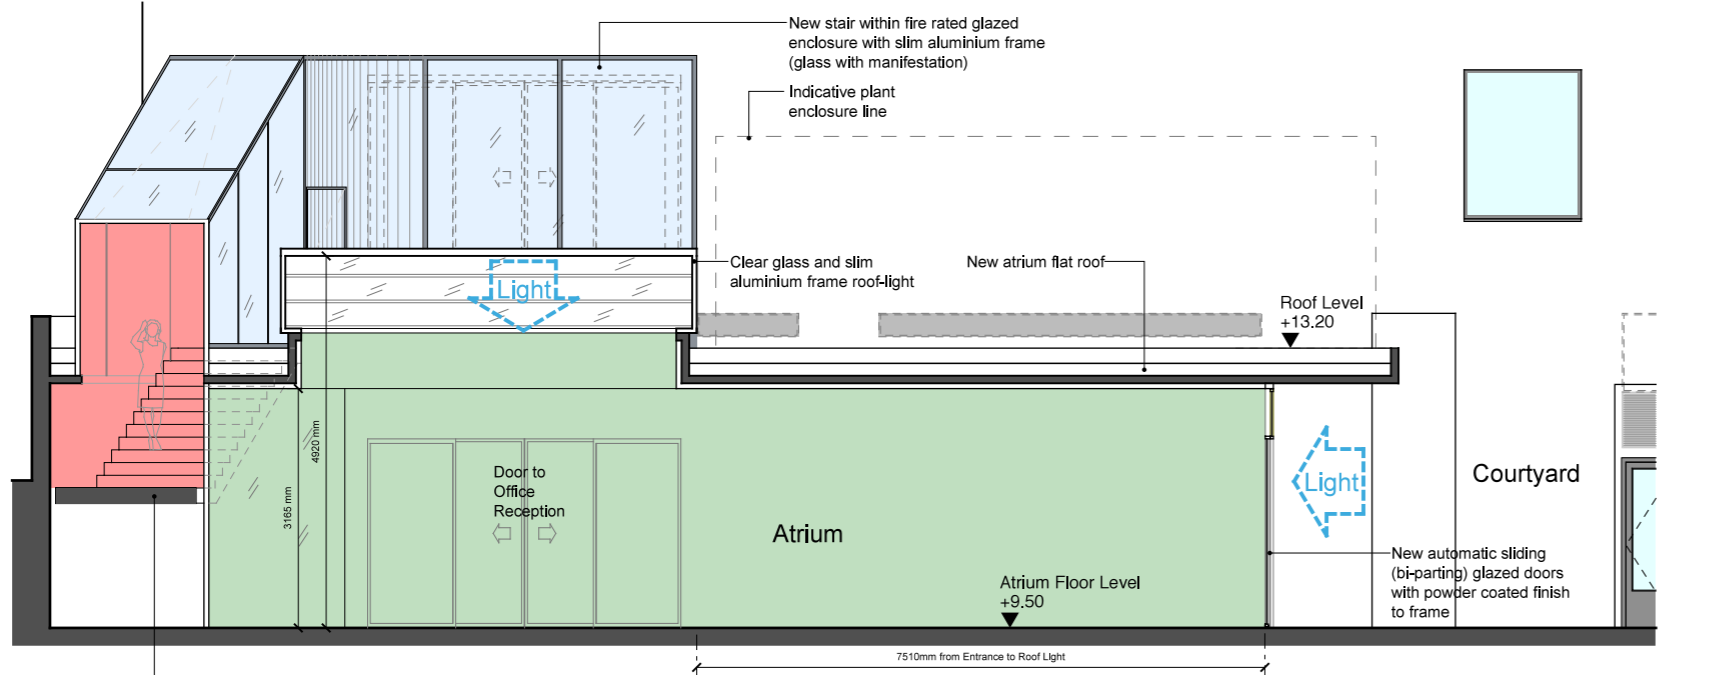 New stair within fire rated glazed
enclosure with slim aluminium frame
(glass with manifestation)
Indicative plant
enclosure line
Clear glass and slim
aluminium frame roof-light
New atrium flat roof
Light
Roof Level
+13.20
4920 mm
3165 mm
Door to
Office
Reception
Atrium
Light
Courtyard
New automatic sliding
(bi-parting) glazed doors
with powder coated finish
to frame
Atrium Floor Level
+9.50
7510mm from Entrance to Roof Light